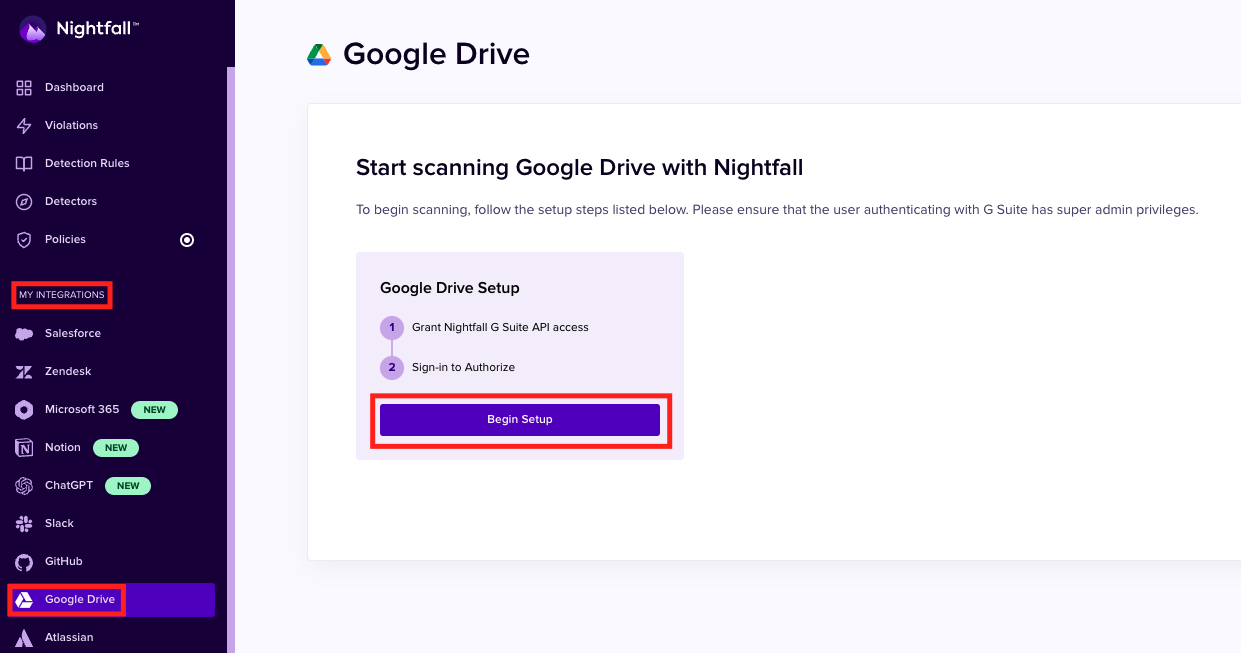 Nightfall™
Dashboard
Violations
Detection Rules
Detectors
Policies
MY INTEGRATIONS
Salesforce
Zendesk
Microsoft 365 NEW
Notion NEW
ChatGPT NEW
Slack
GitHub
Google Drive
Atlassian
Google Drive
Start scanning Google Drive with Nightfall
To begin scanning, follow the setup steps listed below. Please ensure that the user authenticating with G Suite has super admin privileges.
Google Drive Setup
1 Grant Nightfall G Suite API access
2 Sign-in to Authorize
Begin Setup